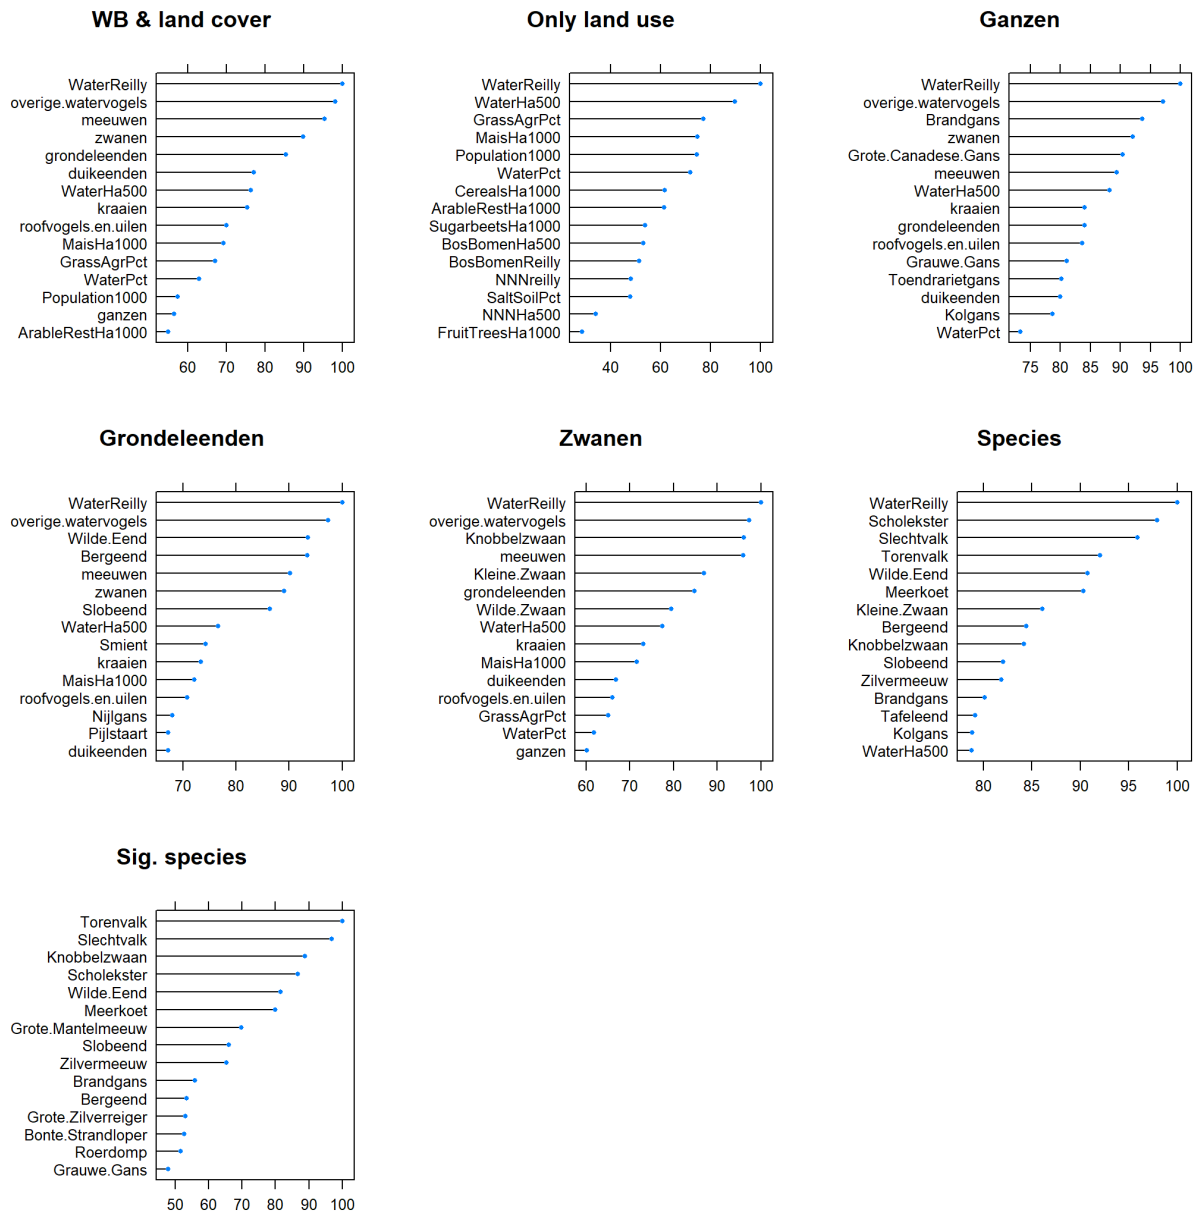 WB & land cover
WaterReilly
overige.watervogels
meeuwen
zwanen
grondeleenden
duikeenden
WaterHa500
kraaien
roofvogels.en.uilen
MaisHa1000
GrassAgrPct
WaterPct
Population1000
ganzen
ArableRestHa1000
60 70 80 90 100
Only land use
WaterReilly
WaterHa500
GrassAgrPct
MaisHa1000
Population1000
WaterPct
CerealsHa1000
ArableRestHa1000
SugarbeetsHa1000
BosBomenHa500
BosBomenReilly
NNNreilly
SaltSoilPct
NNNHa500
FruitTreesHa1000
40 60 80 100
Ganzen
WaterReilly
overige.watervogels
Brandgans
zwanen
Grote.Canadese.Gans
meeuwen
WaterHa500
kraaien
grondeleenden
roofvogels.en.uilen
Grauwe.Gans
Toendrarietgans
duikeenden
Kolgans
WaterPct
75 80 85 90 95 100
Grondeleenden
WaterReilly
overige.watervogels
Wilde.Eend
Bergeend
meeuwen
zwanen
Slobeend
WaterHa500
Smient
kraaien
MaisHa1000
roofvogels.en.uilen
Nijlgans
Pijlstaart
duikeenden
70 80 90 100
Zwanen
WaterReilly
overige.watervogels
Knobbelzwaan
meeuwen
Kleine.Zwaan
grondeleenden
Wilde.Zwaan
WaterHa500
kraaien
MaisHa1000
duikeenden
roofvogels.en.uilen
GrassAgrPct
WaterPct
ganzen
60 70 80 90 100
Species
WaterReilly
Scholekster
Slechtvalk
Torenvalk
Wilde.Eend
Meerkoet
Kleine.Zwaan
Bergeend
Knobbelzwaan
Slobeend
Zilvermeeuw
Brandgans
Tafeleend
Kolgans
WaterHa500
80 85 90 95 100
Sig. species
Torenvalk
Slechtvalk
Knobbelzwaan
Scholekster
Wilde.Eend
Meerkoet
Grote.Mantelmeeuw
Slobeend
Zilvermeeuw
Brandgans
Bergeend
Grote.Zilverreiger
Bonte.Strandloper
Roerdomp
Grauwe.Gans
50 60 70 80 90 100